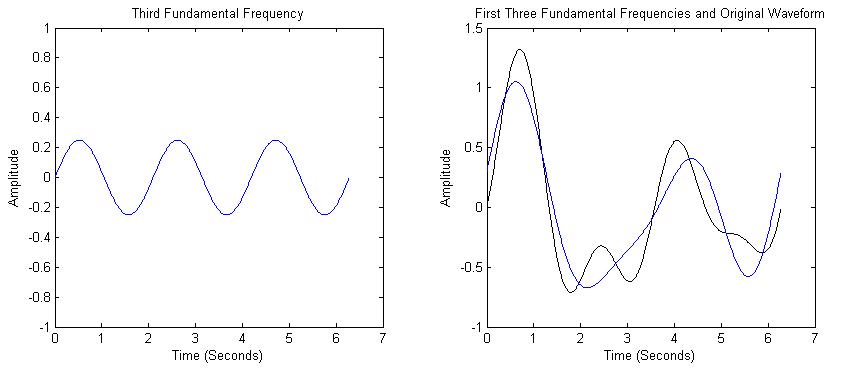 Third Fundamental Frequency
1
0.8
0.6
0.4
0.2
0
-0.2
-0.4
-0.6
-0.8
-1
Amplitude
0 1 2 3 4 5 6 7
Time (Seconds)
First Three Fundamental Frequencies and Original Waveform
1.5
1
0.5
0
-0.5
-1
Amplitude
0 1 2 3 4 5 6 7
Time (Seconds)